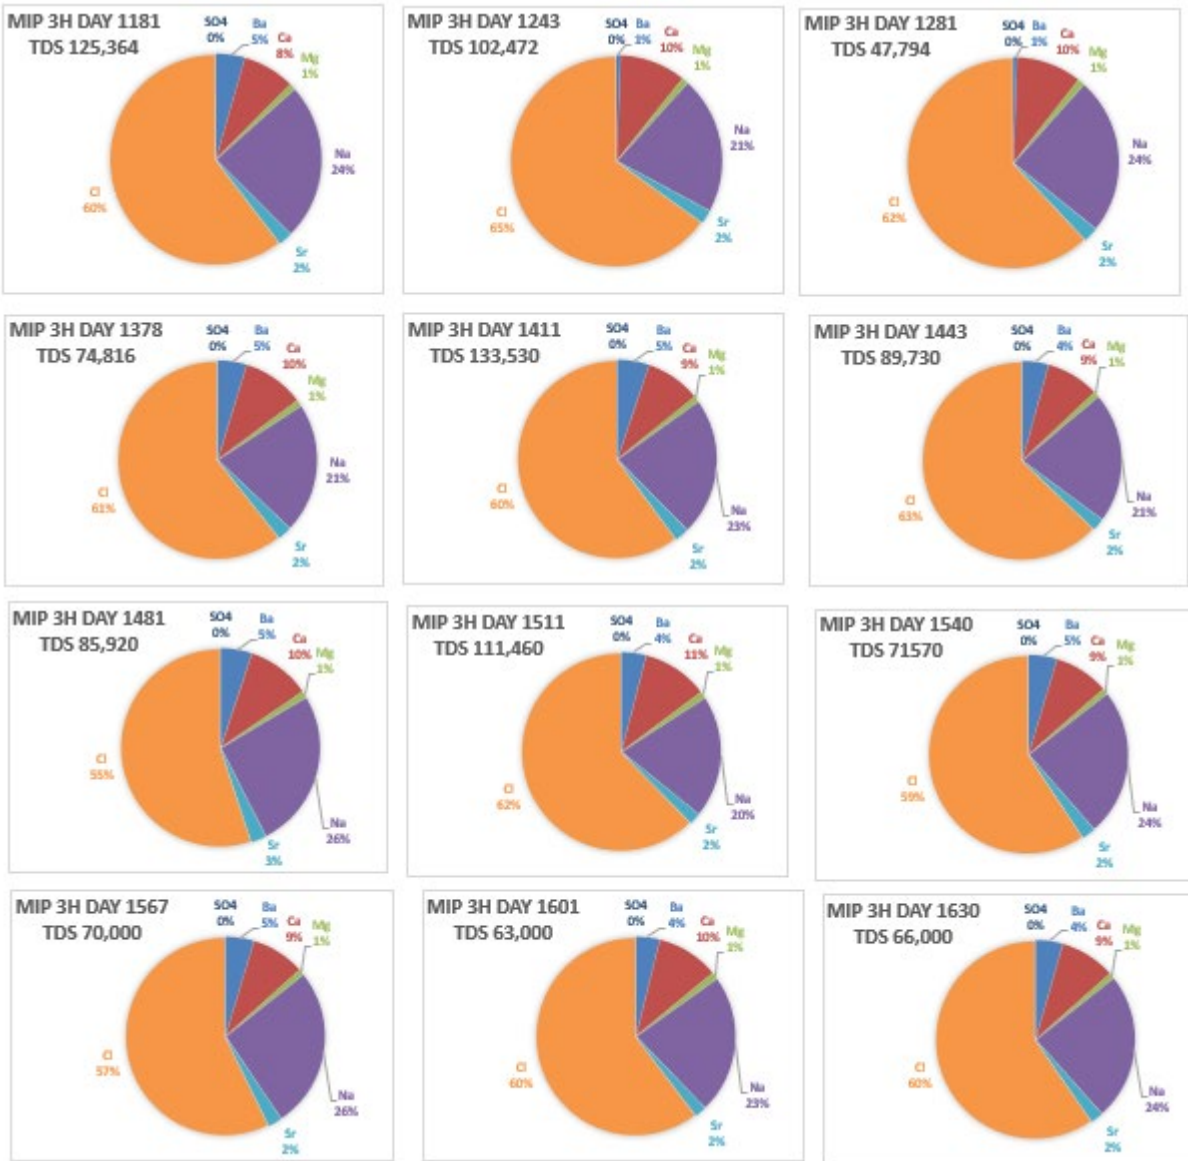 MIP 3H DAY 1181
TDS 125,364
SO4
0%
Ba
5%
Ca
8%
Mg
1%
Na
24%
Sr
2%
Cl
60%
MIP 3H DAY 1243
TDS 102,472
SO4
0%
Ba
1%
Ca
10%
Mg
1%
Na
21%
Sr
2%
Cl
65%
MIP 3H DAY 1281
TDS 47,794
SO4
0%
Ba
1%
Ca
10%
Mg
1%
Na
24%
Sr
2%
Cl
62%
MIP 3H DAY 1378
TDS 74,816
SO4
0%
Ba
5%
Ca
10%
Mg
1%
Na
21%
Sr
2%
Cl
61%
MIP 3H DAY 1411
TDS 133,530
SO4
0%
Ba
5%
Ca
9%
Mg
1%
Na
23%
Sr
2%
Cl
60%
MIP 3H DAY 1443
TDS 89,730
SO4
0%
Ba
4%
Ca
9%
Mg
1%
Na
21%
Sr
2%
Cl
63%
MIP 3H DAY 1481
TDS 85,920
SO4
0%
Ba
5%
Ca
10%
Mg
1%
Na
26%
Sr
3%
Cl
55%
MIP 3H DAY 1511
TDS 111,460
SO4
0%
Ba
4%
Ca
11%
Mg
1%
Na
20%
Sr
2%
Cl
62%
MIP 3H DAY 1540
TDS 71570
SO4
0%
Ba
5%
Ca
9%
Mg
1%
Na
24%
Sr
2%
Cl
59%
MIP 3H DAY 1567
TDS 70,000
SO4
0%
Ba
5%
Ca
9%
Mg
1%
Na
26%
Sr
2%
Cl
57%
MIP 3H DAY 1601
TDS 63,000
SO4
0%
Ba
4%
Ca
10%
Mg
1%
Na
23%
Sr
2%
Cl
60%
MIP 3H DAY 1630
TDS 66,000
SO4
0%
Ba
4%
Ca
9%
Mg
1%
Na
24%
Sr
2%
Cl
60%